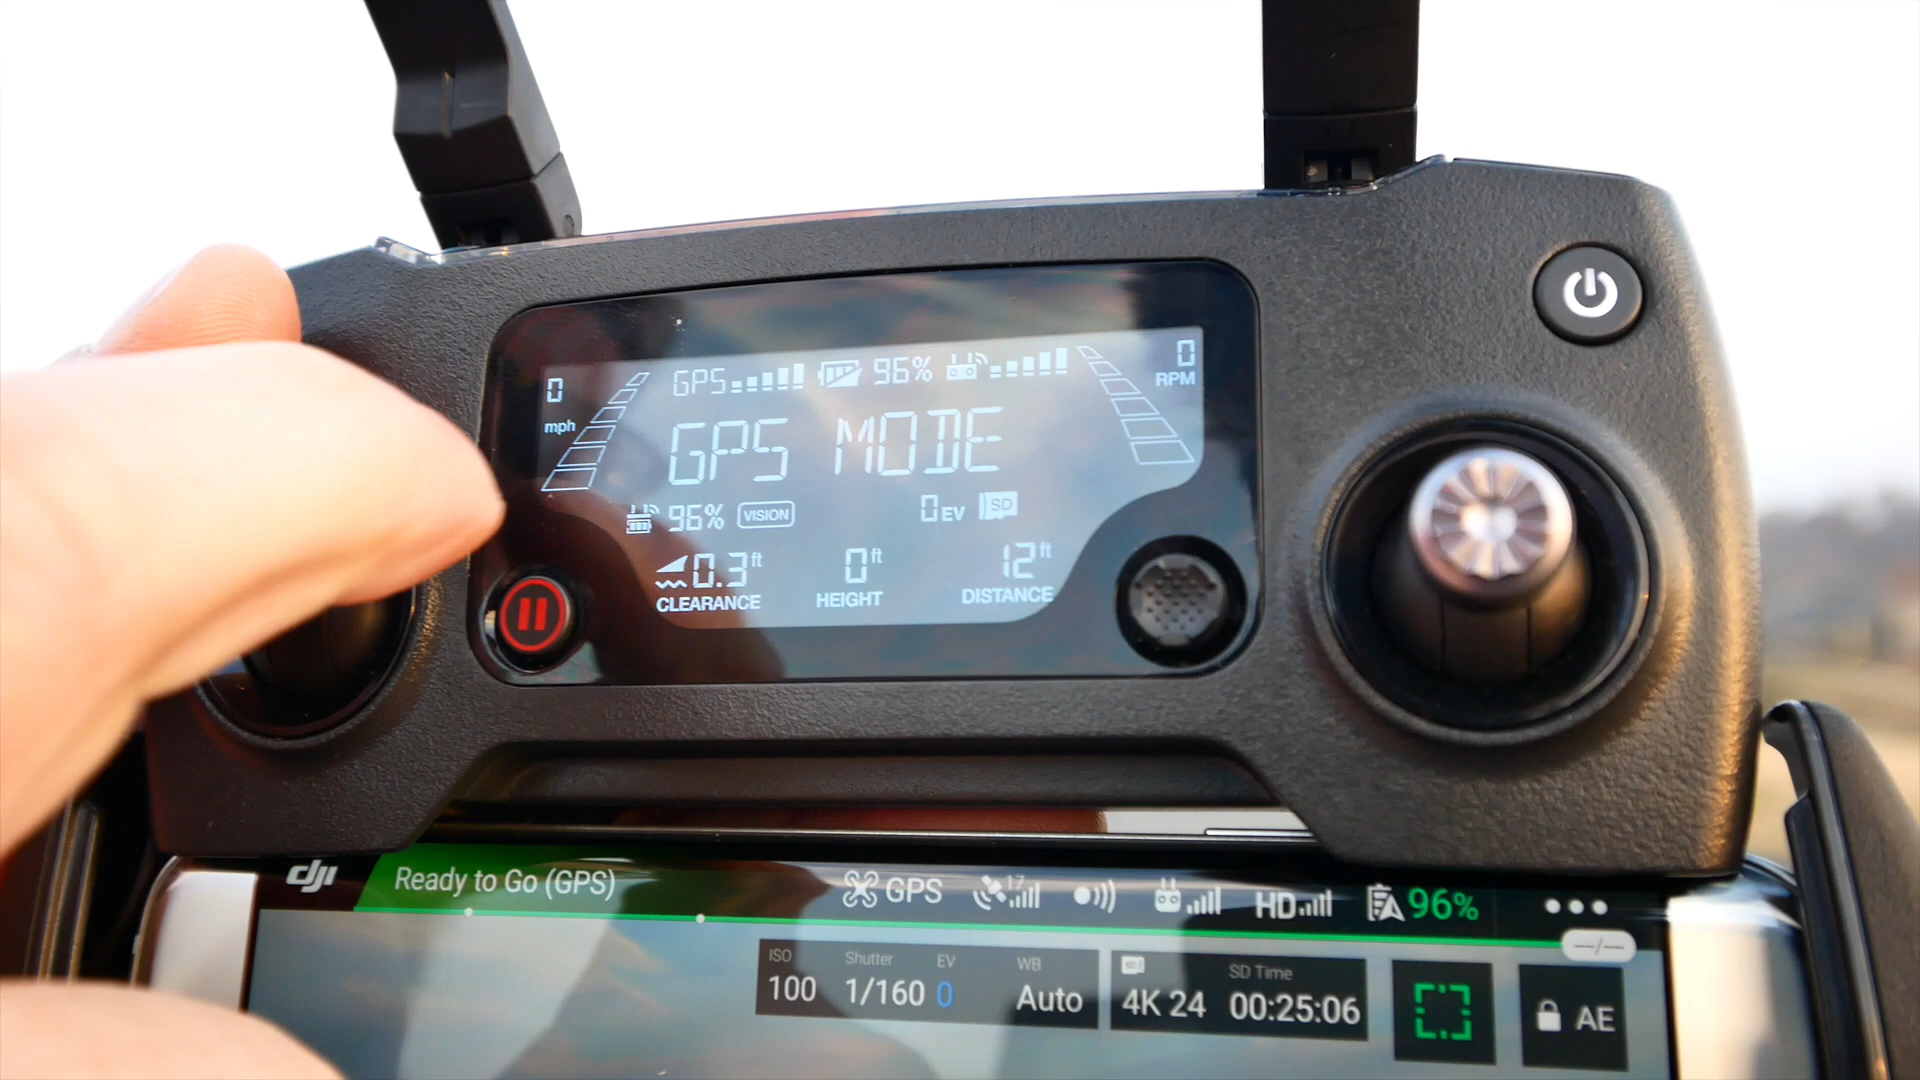 0 mph
GPS 96%
0 RPM
GPS MODE
96% VISION 0EV SD
0.3ft 0ft 12ft
CLEARANCE HEIGHT DISTANCE
dji Ready to Go (GPS) GPS 17 HD 96%
--/--
ISO Shutter EV WB SD Time
100 1/160 0 Auto 4K 24 00:25:06 AE